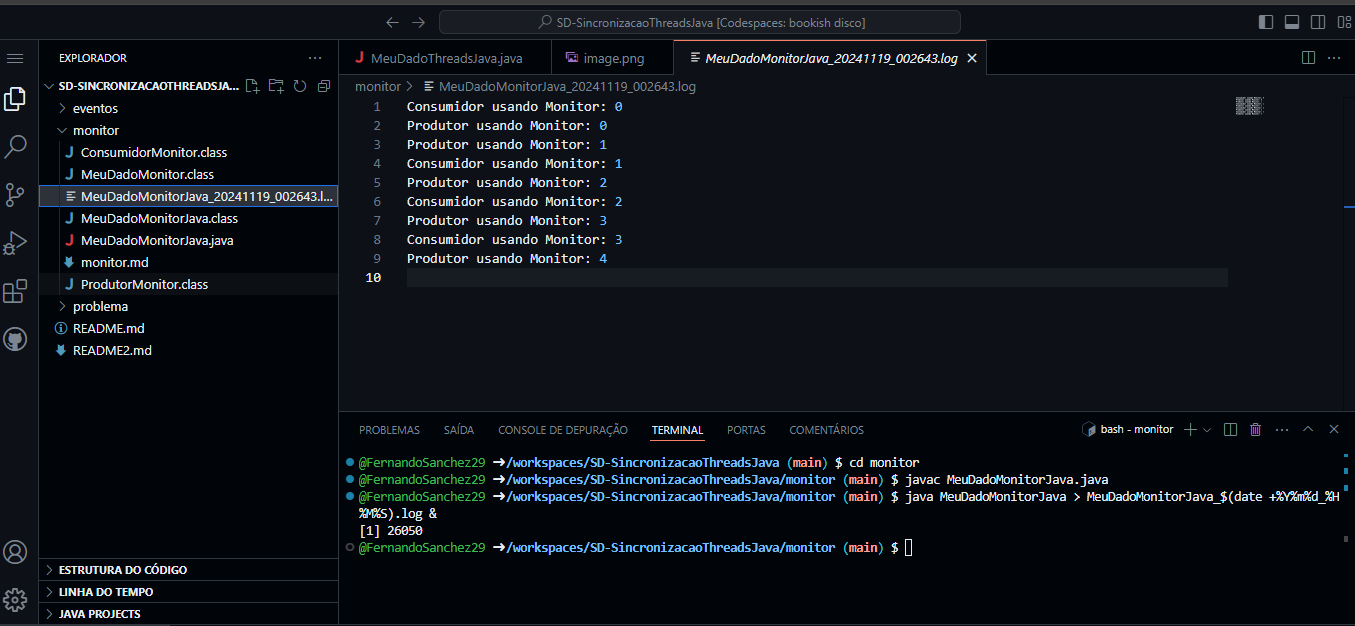 SD-SincronizacaoThreadsJava [Codespaces: bookish disco]
EXPLORADOR
SD-SINCRONIZACAOTHREADSJA...
eventos
monitor
ConsumidorMonitor.class
MeuDadoMonitor.class
MeuDadoMonitorJava_20241119_002643.l...
MeuDadoMonitorJava.class
MeuDadoMonitorJava.java
monitor.md
ProdutorMonitor.class
problema
README.md
README2.md
ESTRUTURA DO CÓDIGO
LINHA DO TEMPO
JAVA PROJECTS
MeuDadoThreadsJava.java image.png MeuDadoMonitorJava_20241119_002643.log
monitor > MeuDadoMonitorJava_20241119_002643.log
1 Consumidor usando Monitor: 0
2 Produtor usando Monitor: 0
3 Produtor usando Monitor: 1
4 Consumidor usando Monitor: 1
5 Produtor usando Monitor: 2
6 Consumidor usando Monitor: 2
7 Produtor usando Monitor: 3
8 Consumidor usando Monitor: 3
9 Produtor usando Monitor: 4
10
PROBLEMAS SAÍDA CONSOLE DE DEPURAÇÃO TERMINAL PORTAS COMENTÁRIOS bash - monitor
@FernandoSanchez29 ➜/workspaces/SD-SincronizacaoThreadsJava (main) $ cd monitor
@FernandoSanchez29 ➜/workspaces/SD-SincronizacaoThreadsJava/monitor (main) $ javac MeuDadoMonitorJava.java
@FernandoSanchez29 ➜/workspaces/SD-SincronizacaoThreadsJava/monitor (main) $ java MeuDadoMonitorJava > MeuDadoMonitorJava_$(date +%Y%m%d_%H
%M%S).log &
[1] 26050
@FernandoSanchez29 ➜/workspaces/SD-SincronizacaoThreadsJava/monitor (main) $